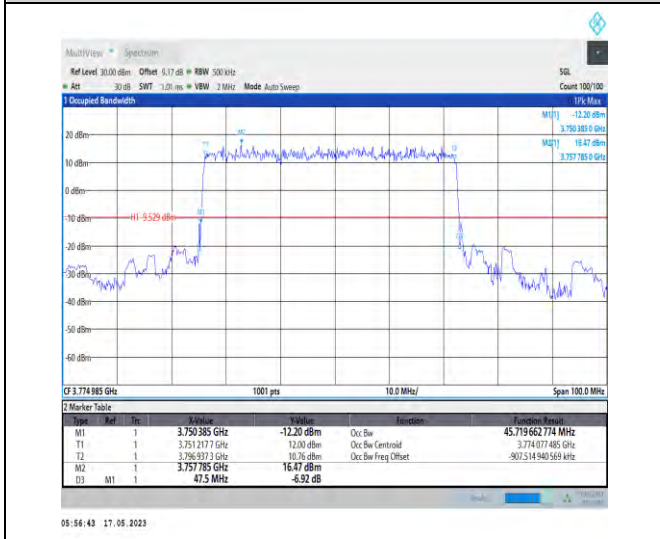 MultiView Spectrum
Ref Level 30.00 dBm Offset 9.17 dB RBW 500 kHz SGL
Att 30 dB SWT 1.01 ms VBW 2 MHz Mode Auto Sweep Count 100/100
1 Occupied Bandwidth 1Pk Max
M1[1] -12.20 dBm
3.750 385 0 GHz
M2[1] 16.47 dBm
3.757 785 0 GHz
20 dBm
M2
T1
T2
10 dBm
0 dBm
M1
-10 dBm
H1 -9.529 dBm
-20 dBm
-30 dBm
-40 dBm
-50 dBm
-60 dBm
CF 3.774 985 GHz 1001 pts 10.0 MHz/ Span 100.0 MHz
2 Marker Table
Type Ref Trc X-Value Y-Value Function Function Result
M1 1 3.750 385 GHz -12.20 dBm Occ Bw 45.719 662 774 MHz
T1 1 3.751 217 7 GHz 12.00 dBm Occ Bw Centroid 3.774 077 485 GHz
T2 1 3.796 937 3 GHz 10.76 dBm Occ Bw Freq Offset -907.514 940 569 kHz
M2 1 3.757 785 GHz 16.47 dBm
D3 M1 1 47.5 MHz -6.92 dB
05:56:43 17.05.2023